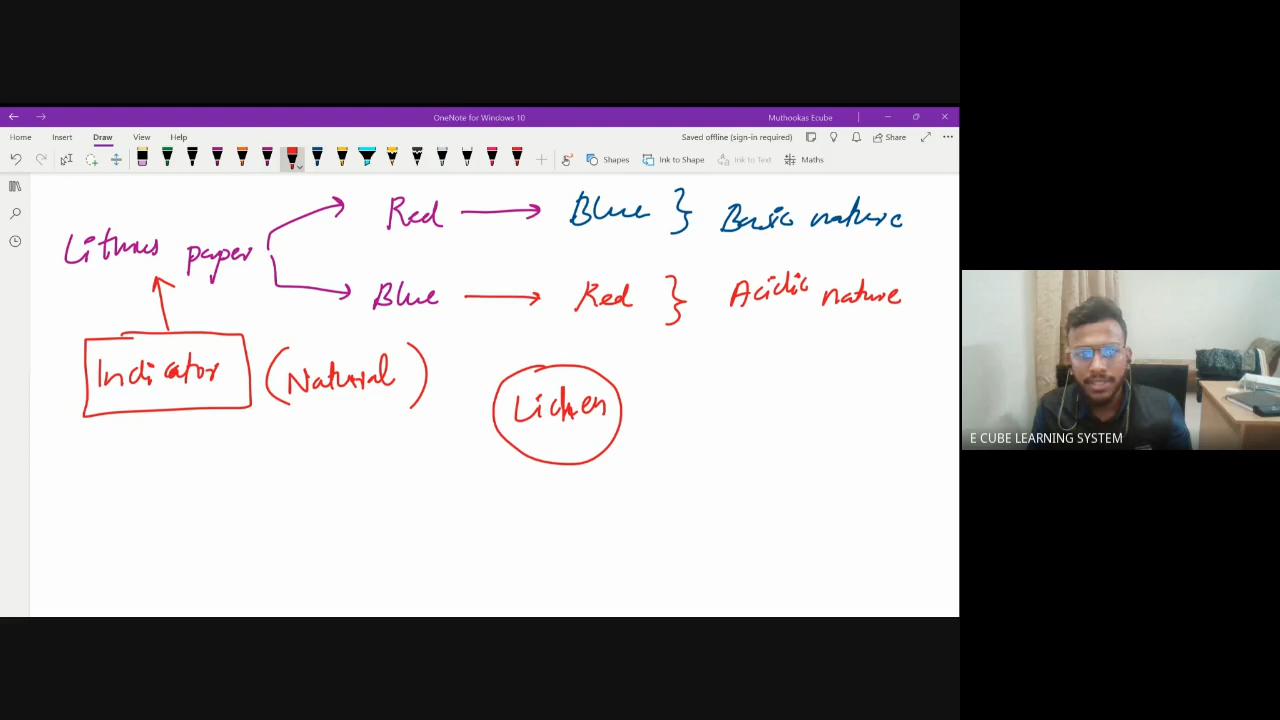 OneNote for Windows 10
Muthookas Ecube
Home Insert Draw View Help
Saved offline (sign-in required) Share
Shapes Ink to Shape Ink to Text Maths
Red → Blue } Basic nature
Litmus paper
Blue → Red } Acidic nature
Indicator (Natural)
Lichen
E CUBE LEARNING SYSTEM